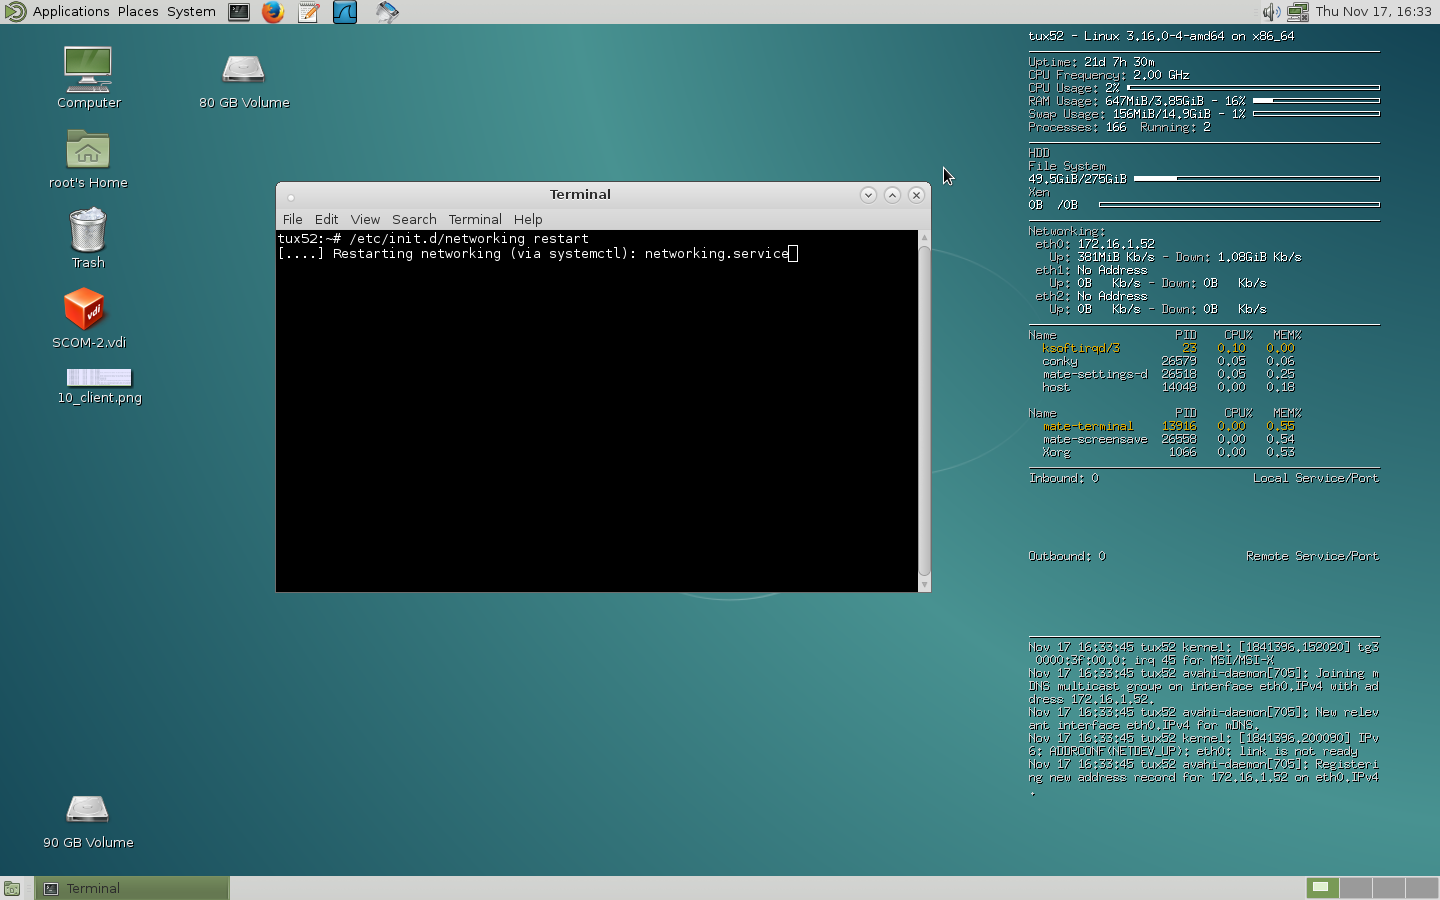 Applications Places System
Thu Nov 17, 16:33
Computer
80 GB Volume
root's Home
Trash
vdi
SCOM-2.vdi
10_client.png
90 GB Volume
Terminal
File Edit View Search Terminal Help
tux52:~# /etc/init.d/networking restart
[....] Restarting networking (via systemctl): networking.service
tux52 - Linux 3.16.0-4-amd64 on x86_64
Uptime: 21d 7h 30m
CPU Frequency: 2.00 GHz
CPU Usage: 2%
RAM Usage: 647MiB/3.85GiB - 16%
Swap Usage: 156MiB/14.9GiB - 1%
Processes: 166 Running: 2
HDD
File System
49.5GiB/275GiB
Xen
0B /0B
Networking:
eth0: 172.16.1.52
Up: 381MiB Kb/s - Down: 1.08GiB Kb/s
eth1: No Address
Up: 0B Kb/s - Down: 0B Kb/s
eth2: No Address
Up: 0B Kb/s - Down: 0B Kb/s
Name PID CPU% MEM%
ksoftirqd/3 23 0.10 0.00
conky 26579 0.05 0.06
mate-settings-d 26518 0.05 0.25
host 14048 0.00 0.18
Name PID CPU% MEM%
mate-terminal 13916 0.00 0.55
mate-screensave 26558 0.00 0.54
Xorg 1066 0.00 0.53
Inbound: 0 Local Service/Port
Outbound: 0 Remote Service/Port
Nov 17 16:33:45 tux52 kernel: [1841396.152020] tg3
0000:3f:00.0: irq 45 for MSI/MSI-X
Nov 17 16:33:45 tux52 avahi-daemon[705]: Joining m
DNS multicast group on interface eth0.IPv4 with ad
dress 172.16.1.52.
Nov 17 16:33:45 tux52 avahi-daemon[705]: New relev
ant interface eth0.IPv4 for mDNS.
Nov 17 16:33:45 tux52 kernel: [1841396.200090] IPv
6: ADDRCONF(NETDEV_UP): eth0: link is not ready
Nov 17 16:33:45 tux52 avahi-daemon[705]: Registeri
ng new address record for 172.16.1.52 on eth0.IPv4
.
Terminal